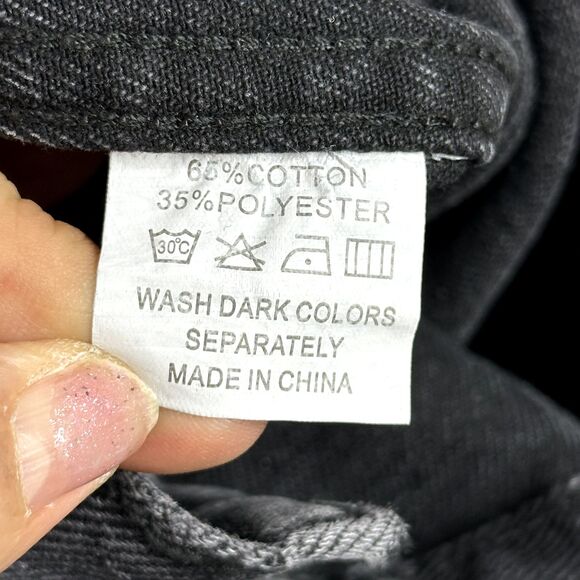 65%COTTON
35%POLYESTER
30°C
WASH DARK COLORS
SEPARATELY
MADE IN CHINA